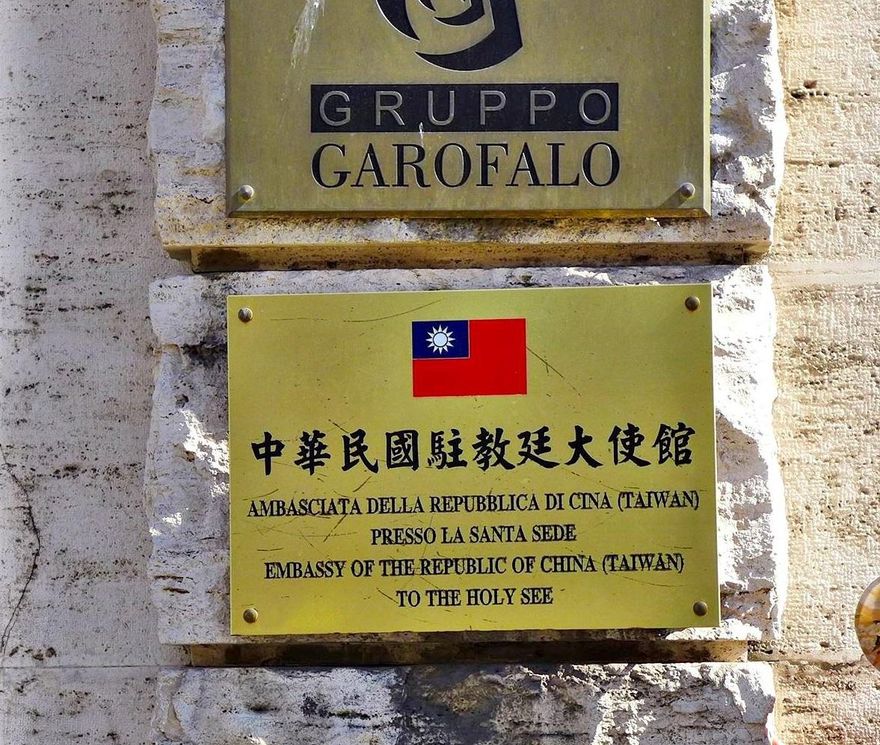 GRUPPO
GAROFALO
中華民國駐教廷大使館
AMBASCIATA DELLA REPUBBLICA DI CINA (TAIWAN)
PRESSO LA SANTA SEDE
EMBASSY OF THE REPUBLIC OF CHINA (TAIWAN)
TO THE HOLY SEE